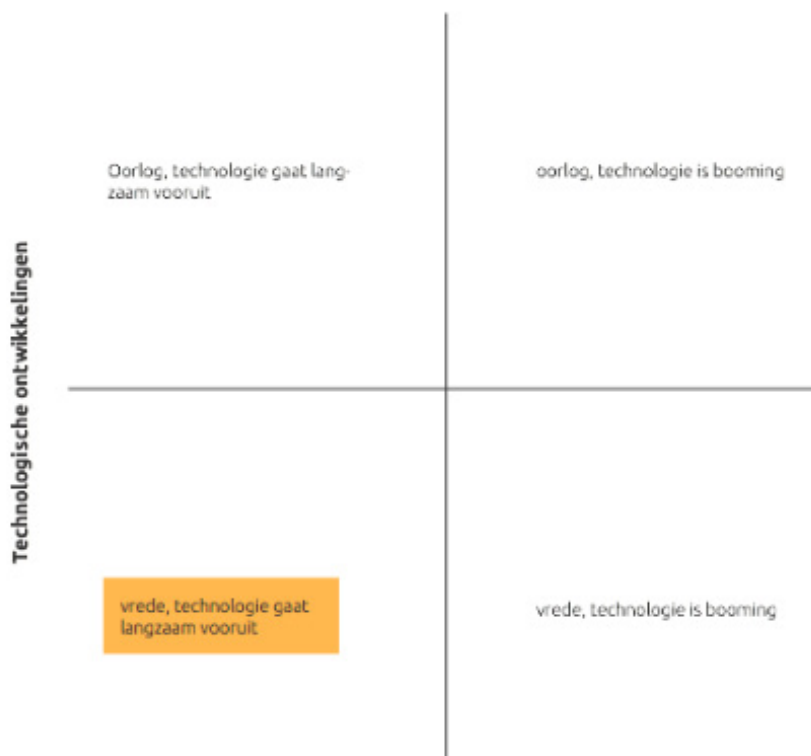 Oorlog, technologie gaat lang-
zaam vooruit
oorlog, technologie is booming
Technologische ontwikkelingen
vrede, technologie gaat
langzaam vooruit
vrede, technologie is booming